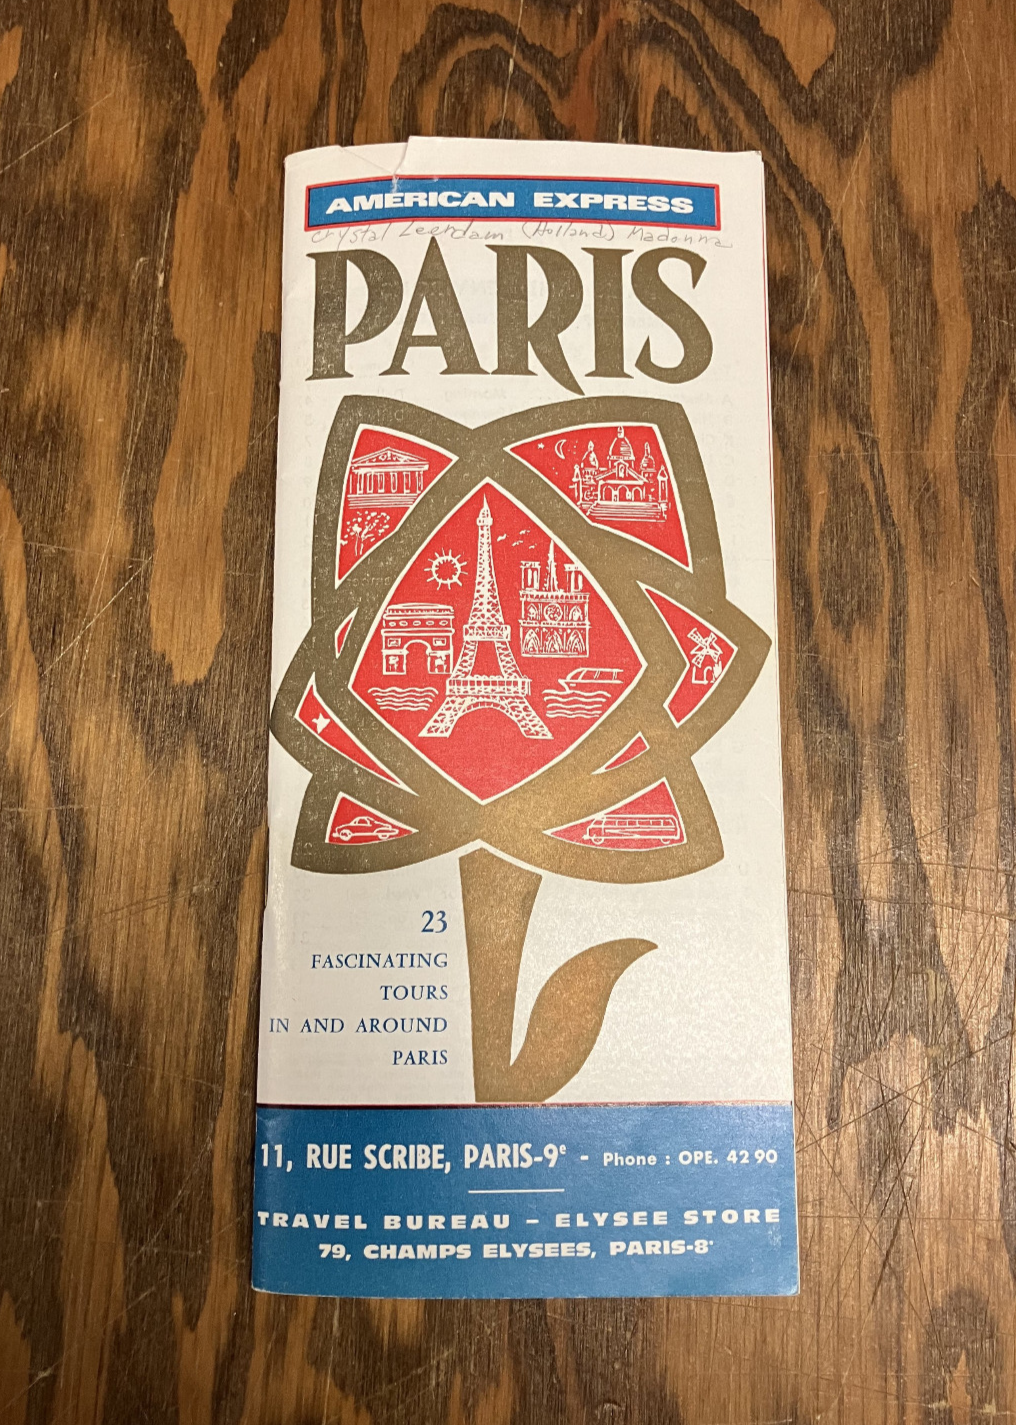 AMERICAN EXPRESS
Crystal Leerdam (Holland) Madonna
PARIS
23
FASCINATING
TOURS
IN AND AROUND
PARIS
11, RUE SCRIBE, PARIS-9e - Phone : OPE. 42 90
TRAVEL BUREAU - ELYSEE STORE
79, CHAMPS ELYSEES, PARIS-8e